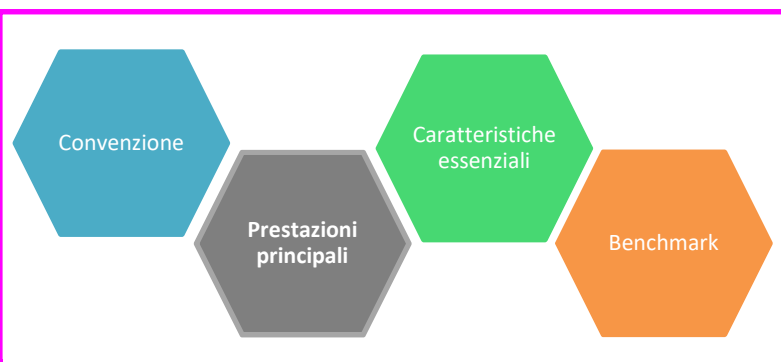 Convenzione
Prestazioni
principali
Caratteristiche
essenziali
Benchmark